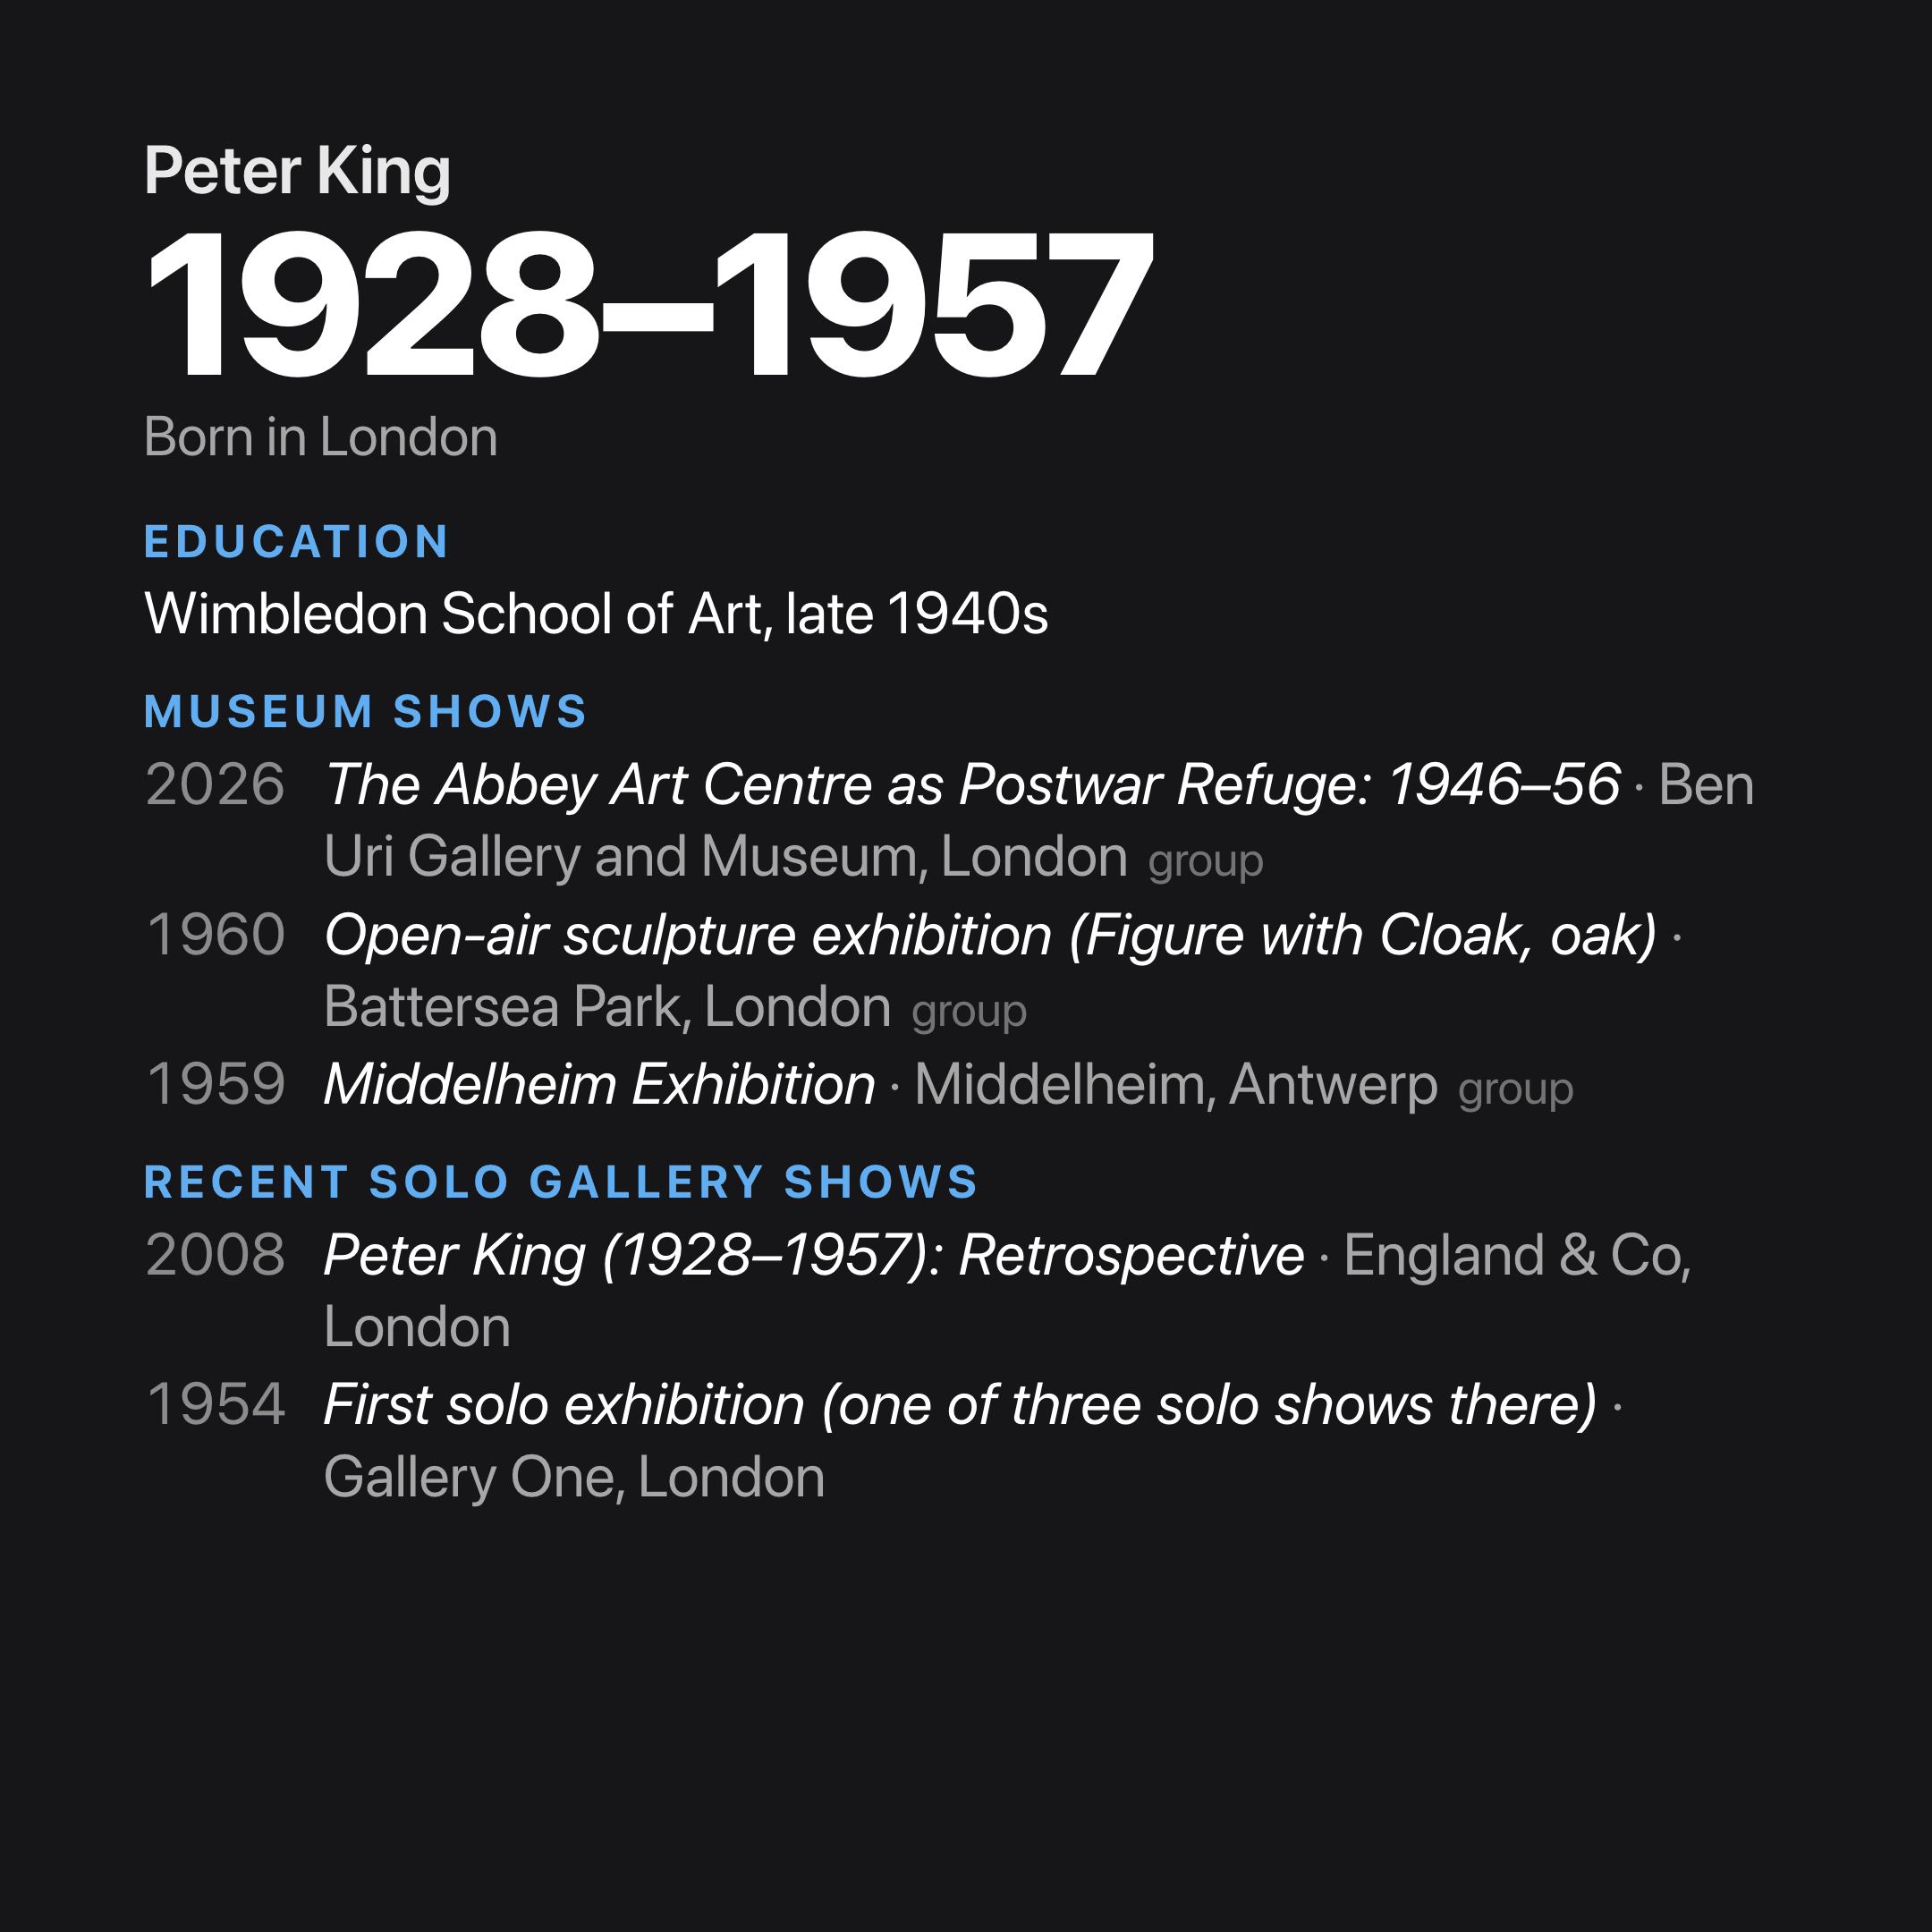 Peter King
1928–1957
Born in London
EDUCATION
Wimbledon School of Art, late 1940s
MUSEUM SHOWS
2026 The Abbey Art Centre as Postwar Refuge: 1946–56 · Ben
Uri Gallery and Museum, London group
1960 Open-air sculpture exhibition (Figure with Cloak, oak) ·
Battersea Park, London group
1959 Middelheim Exhibition · Middelheim, Antwerp group
RECENT SOLO GALLERY SHOWS
2008 Peter King (1928–1957): Retrospective · England & Co,
London
1954 First solo exhibition (one of three solo shows there) ·
Gallery One, London